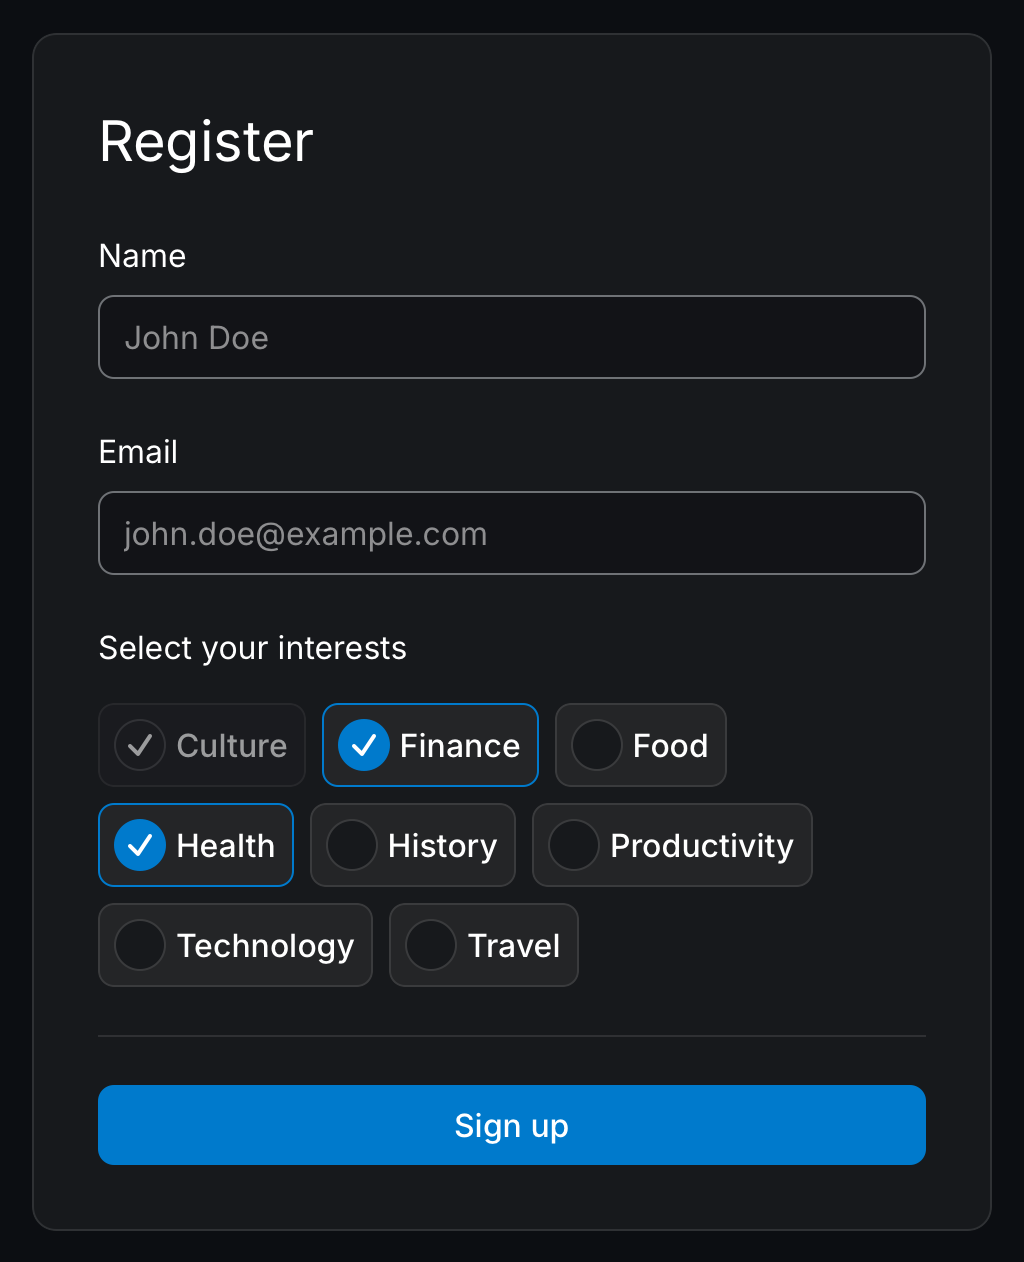 Register
Name
John Doe
Email
john.doe@example.com
Select your interests
Culture Finance Food
Health History Productivity
Technology Travel
Sign up